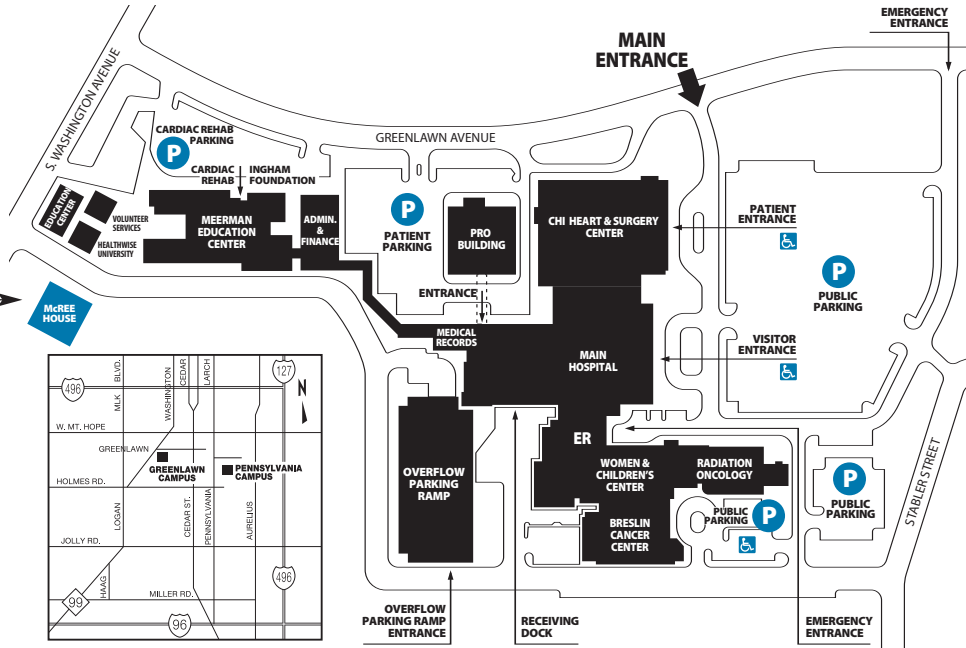 EMERGENCY
ENTRANCE
MAIN
ENTRANCE
S. WASHINGTON AVENUE
GREENLAWN AVENUE
CARDIAC REHAB
PARKING
P
CARDIAC
REHAB
INGHAM
FOUNDATION
EDUCATION
CENTER
VOLUNTEER
SERVICES
HEALTHWISE
UNIVERSITY
MEERMAN
EDUCATION
CENTER
ADMIN.
&
FINANCE
P
PATIENT
PARKING
PRO
BUILDING
CHI HEART & SURGERY
CENTER
PATIENT
ENTRANCE
P
PUBLIC
PARKING
McREE
HOUSE
ENTRANCE
MEDICAL
RECORDS
MAIN
HOSPITAL
VISITOR
ENTRANCE
ER
OVERFLOW
PARKING
RAMP
WOMEN &
CHILDREN'S
CENTER
RADIATION
ONCOLOGY
BRESLIN
CANCER
CENTER
PUBLIC
PARKING
P
P
PUBLIC
PARKING
STABLER STREET
OVERFLOW
PARKING RAMP
ENTRANCE
RECEIVING
DOCK
EMERGENCY
ENTRANCE
496
MLK BLVD.
WASHINGTON
CEDAR
LARCH
127
N
W. MT. HOPE
GREENLAWN
GREENLAWN
CAMPUS
PENNSYLVANIA
CAMPUS
HOLMES RD.
LOGAN
CEDAR ST.
PENNSYLVANIA
AURELIUS
JOLLY RD.
HAAG
496
99
MILLER RD.
96